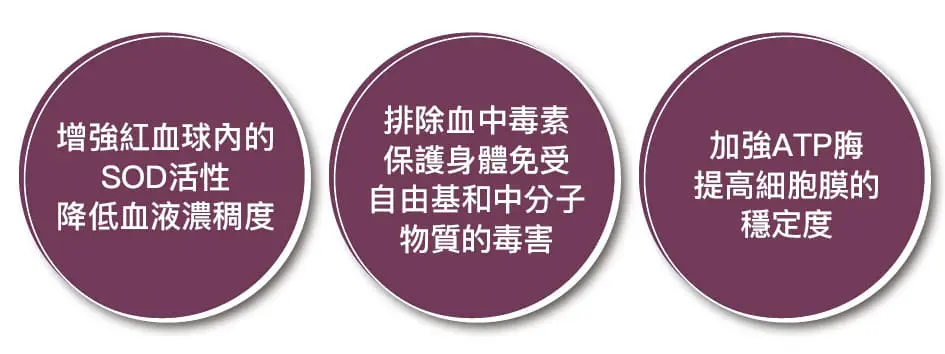 增強紅血球內的
SOD活性
降低血液濃稠度
排除血中毒素
保護身體免受
自由基和中分子
物質的毒害
加強ATP脢
提高細胞膜的
穩定度